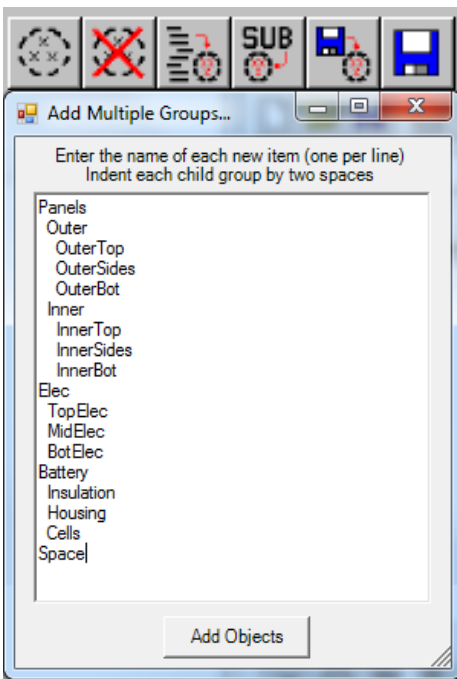 SUB
Add Multiple Groups...
Enter the name of each new item (one per line)
Indent each child group by two spaces
Panels
  Outer
    OuterTop
    OuterSides
    OuterBot
  Inner
    InnerTop
    InnerSides
    InnerBot
Elec
  TopElec
  MidElec
  BotElec
Battery
  Insulation
  Housing
  Cells
Space
Add Objects